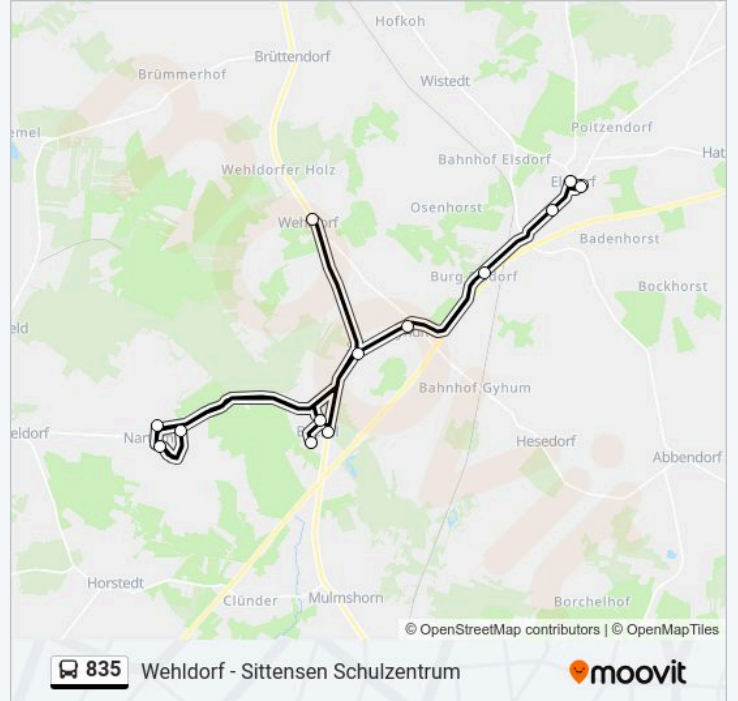 Hofkoh
Brüttendorf
Brümmerhof
Wistedt
emel
Poitzendorf
Bahnhof Elsdorf
Hat
Wehldorfer Holz
Osenhorst
Badenhorst
Bockhorst
eld
Bahnhof Gyhum
eldorf
Hesedorf
Abbendorf
Horstedt
Clünder
Mulmshorn
Borchelhof
© OpenStreetMap contributors | © OpenMapTiles
835 Wehldorf - Sittensen Schulzentrum
moovit